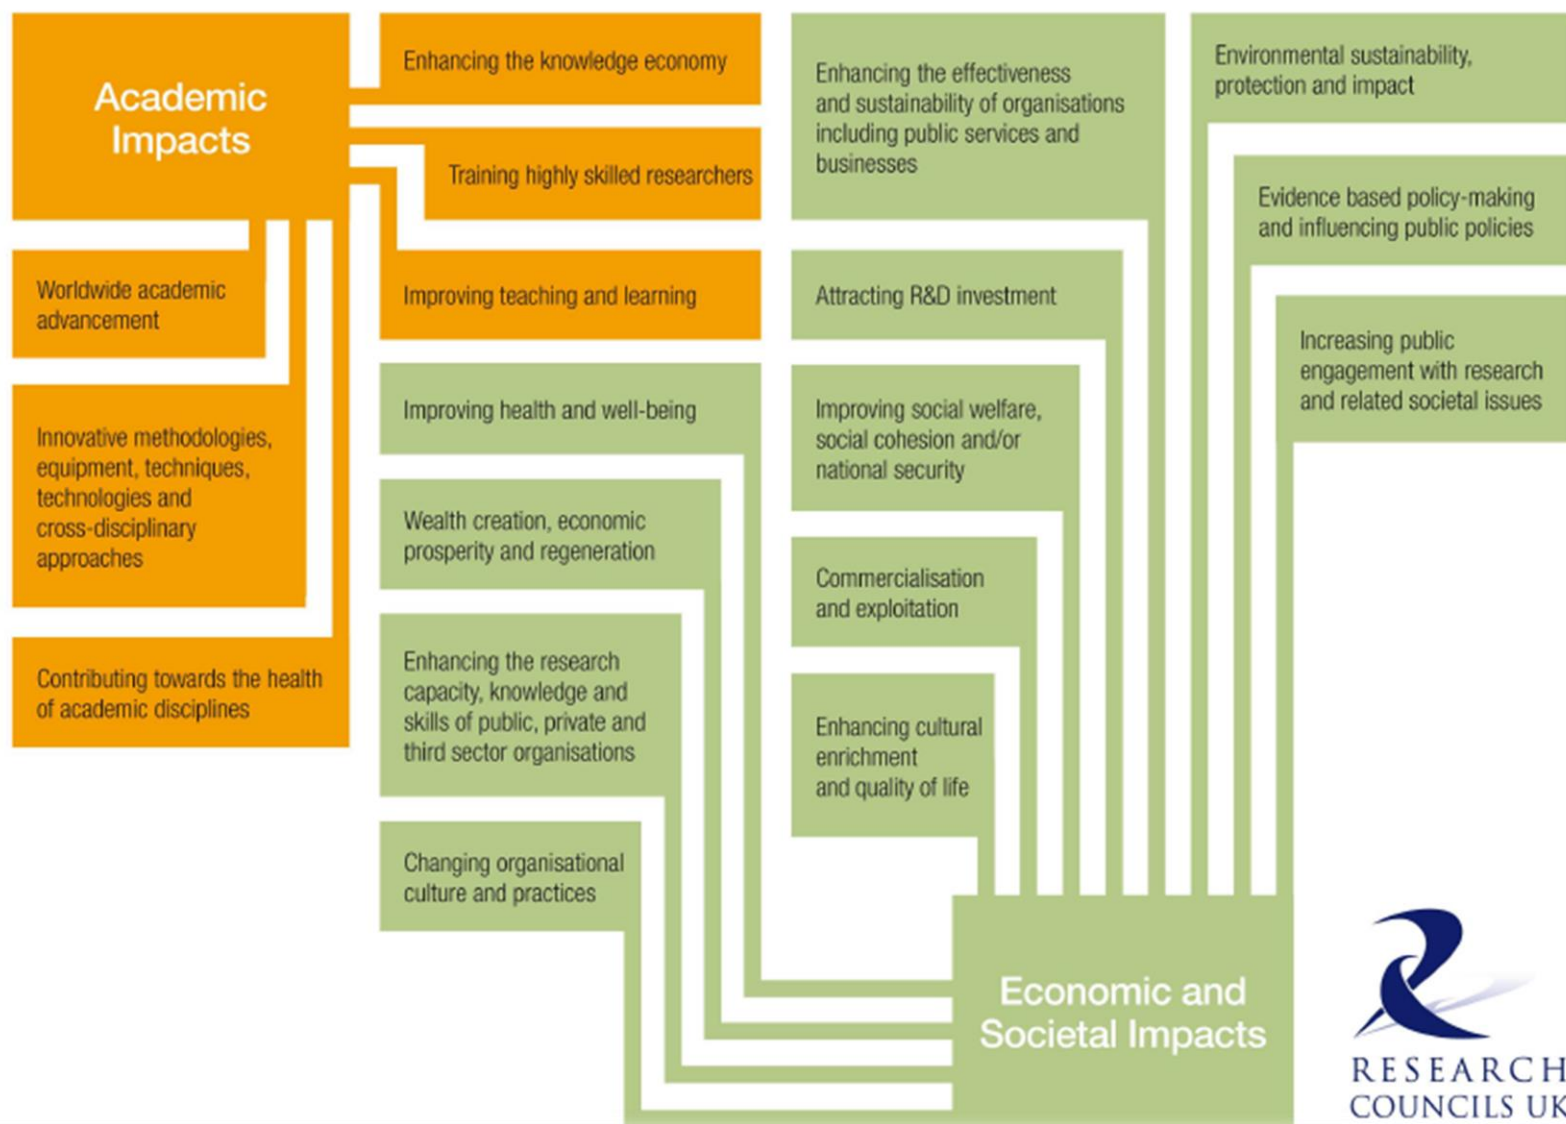 Academic
Impacts
Enhancing the knowledge economy
Training highly skilled researchers
Improving teaching and learning
Worldwide academic
advancement
Innovative methodologies,
equipment, techniques,
technologies and
cross-disciplinary
approaches
Contributing towards the health
of academic disciplines
Improving health and well-being
Wealth creation, economic
prosperity and regeneration
Enhancing the research
capacity, knowledge and
skills of public, private and
third sector organisations
Changing organisational
culture and practices
Enhancing the effectiveness
and sustainability of organisations
including public services and
businesses
Attracting R&D investment
Improving social welfare,
social cohesion and/or
national security
Commercialisation
and exploitation
Enhancing cultural
enrichment
and quality of life
Environmental sustainability,
protection and impact
Evidence based policy-making
and influencing public policies
Increasing public
engagement with research
and related societal issues
Economic and
Societal Impacts
RESEARCH
COUNCILS UK